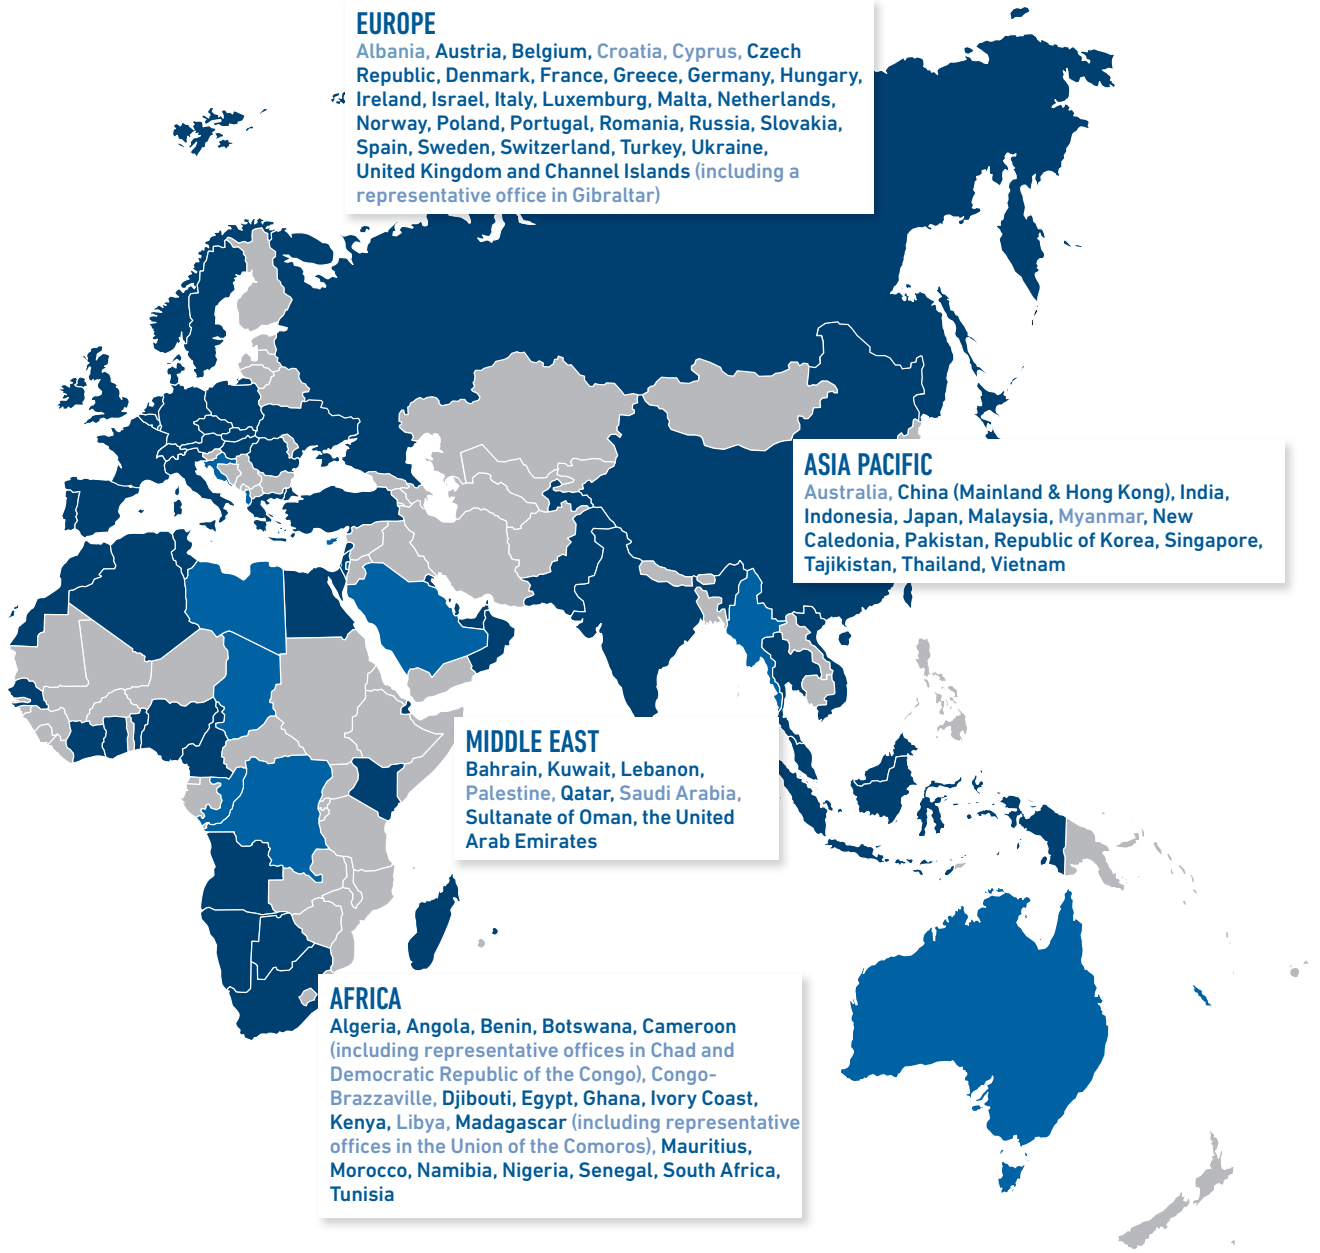 EUROPE
Albania, Austria, Belgium, Croatia, Cyprus, Czech
Republic, Denmark, France, Greece, Germany, Hungary,
Ireland, Israel, Italy, Luxemburg, Malta, Netherlands,
Norway, Poland, Portugal, Romania, Russia, Slovakia,
Spain, Sweden, Switzerland, Turkey, Ukraine,
United Kingdom and Channel Islands (including a
representative office in Gibraltar)
ASIA PACIFIC
Australia, China (Mainland & Hong Kong), India,
Indonesia, Japan, Malaysia, Myanmar, New
Caledonia, Pakistan, Republic of Korea, Singapore,
Tajikistan, Thailand, Vietnam
MIDDLE EAST
Bahrain, Kuwait, Lebanon,
Palestine, Qatar, Saudi Arabia,
Sultanate of Oman, the United
Arab Emirates
AFRICA
Algeria, Angola, Benin, Botswana, Cameroon
(including representative offices in Chad and
Democratic Republic of the Congo), Congo-
Brazzaville, Djibouti, Egypt, Ghana, Ivory Coast,
Kenya, Libya, Madagascar (including representative
offices in the Union of the Comoros), Mauritius,
Morocco, Namibia, Nigeria, Senegal, South Africa,
Tunisia